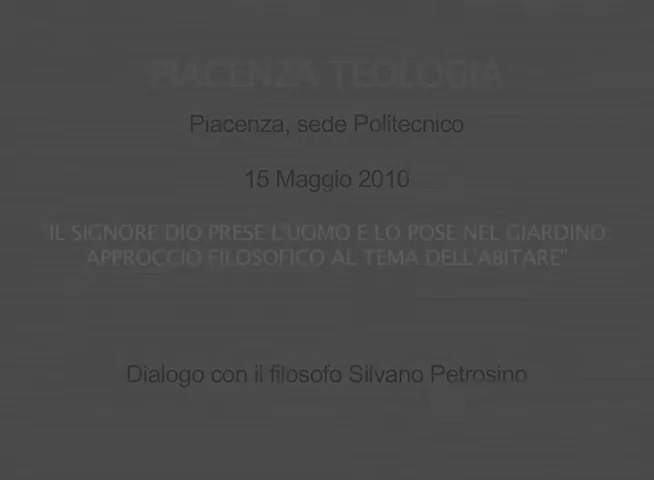 PIACENZA TEOLOGIA
Piacenza, sede Politecnico
15 Maggio 2010
"IL SIGNORE DIO PRESE L'UOMO E LO POSE NEL GIARDINO:
APPROCCIO FILOSOFICO AL TEMA DELL'ABITARE"
Dialogo con il filosofo Silvano Petrosino